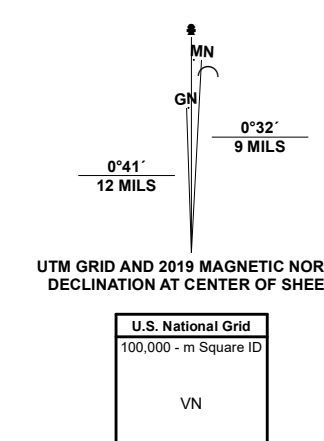 MN
GN
0°32´
9 MILS
0°41´
12 MILS
UTM GRID AND 2019 MAGNETIC NOR
DECLINATION AT CENTER OF SHEE
U.S. National Grid
100,000 - m Square ID
VN